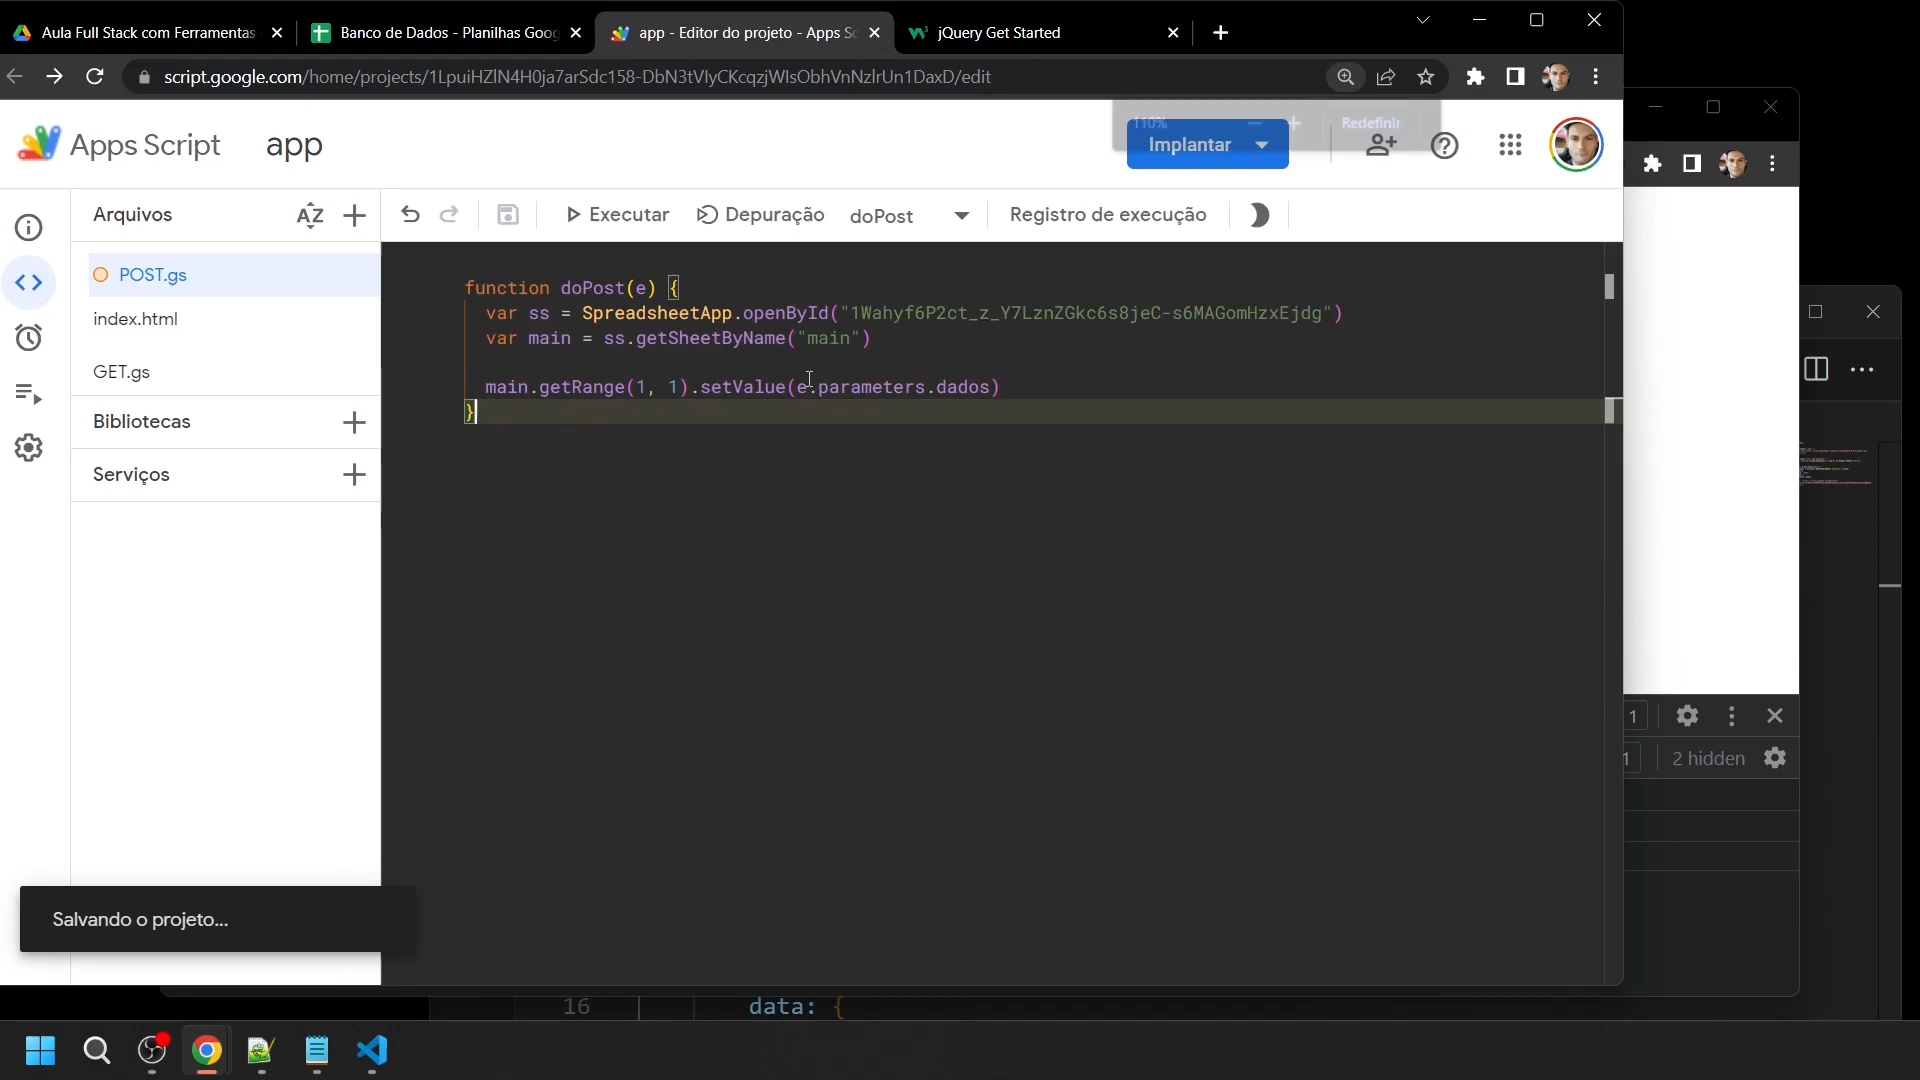 Aula Full Stack com Ferramentas
Banco de Dados - Planilhas Goog
app - Editor do projeto - Apps Sc
jQuery Get Started
script.google.com/home/projects/1LpuiHZlN4H0ja7arSdc158-DbN3tVIyCKcqzjWIsObhVnNzlrUn1DaxD/edit
Apps Script
app
110%
Redefinir
Implantar
Arquivos
Executar
Depuração
doPost
Registro de execução
POST.gs
index.html
GET.gs
Bibliotecas
Serviços
function doPost(e) {
var ss = SpreadsheetApp.openById("1Wahyf6P2ct_z_Y7LznZGkc6s8jeC-s6MAGomHzxEjdg")
var main = ss.getSheetByName("main")
main.getRange(1, 1).setValue(e.parameters.dados)
}
1
1
2 hidden
Salvando o projeto...
16
data: {